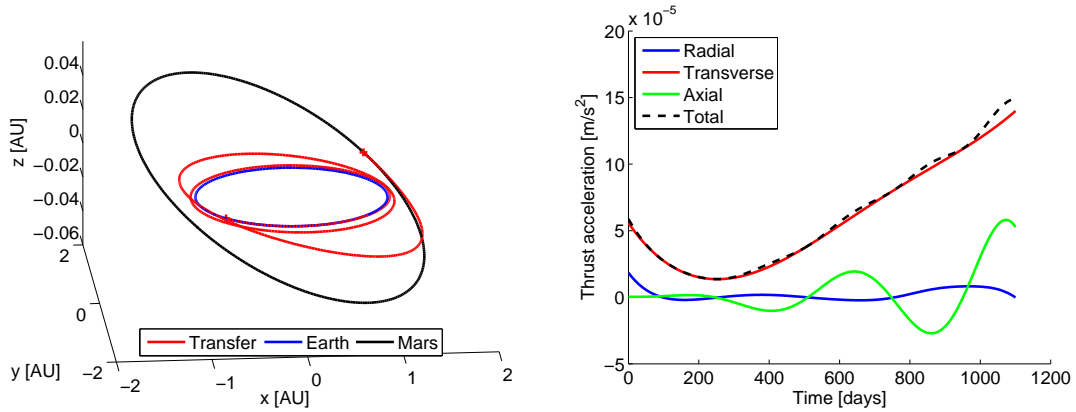 0.04
0.02
0
−0.02
−0.04
−0.06
z [AU]
2
0
−2
y [AU]
−2
−1
0
1
2
x [AU]
Transfer
Earth
Mars
x 10⁻⁵
20
15
10
5
0
−5
Thrust acceleration [m/s²]
Radial
Transverse
Axial
Total
0
200
400
600
800
1000
1200
Time [days]